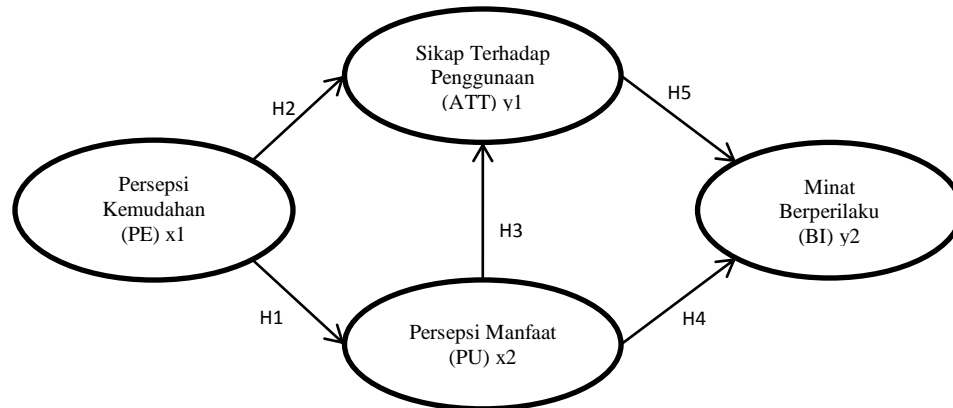 Sikap Terhadap
Penggunaan
(ATT) y1
H2
H5
Persepsi
Kemudahan
(PE) x1
Minat
Berperilaku
(BI) y2
H3
H1
H4
Persepsi Manfaat
(PU) x2